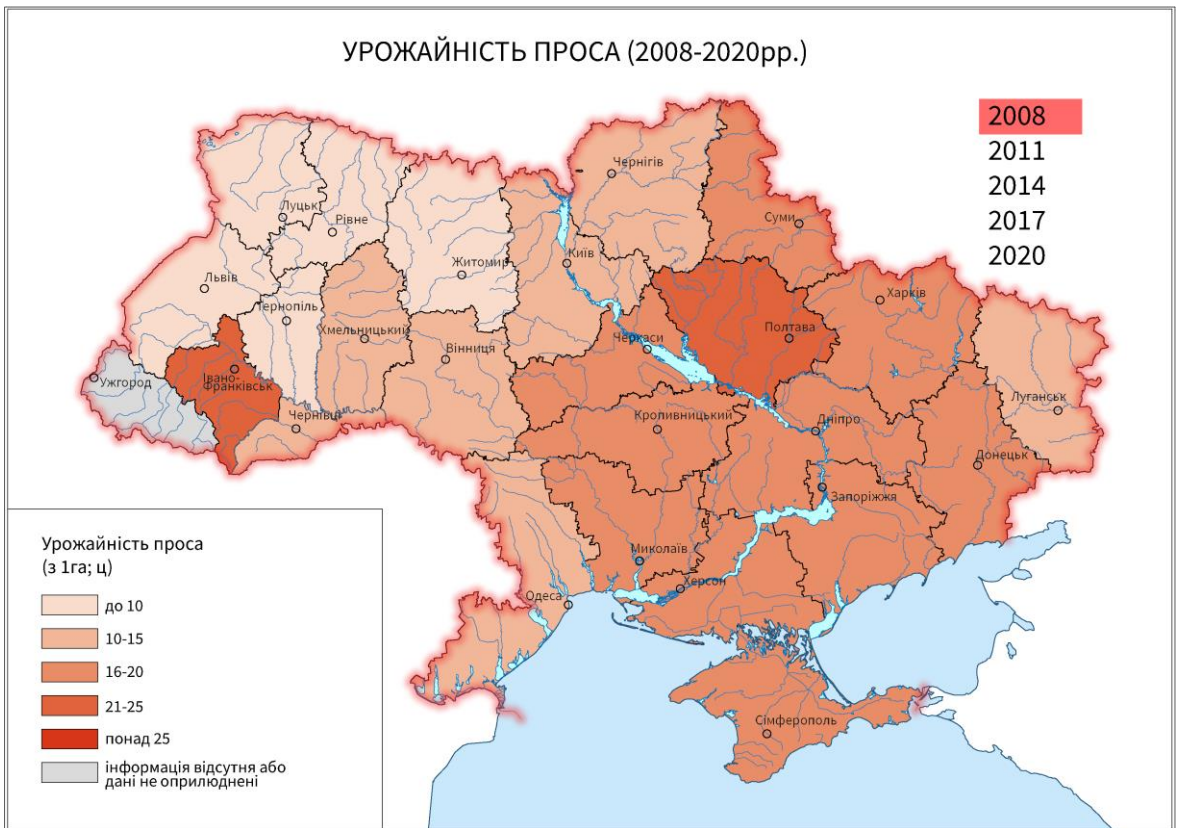 УРОЖАЙНІСТЬ ПРОСА (2008-2020рр.)
2008
2011
2014
2017
2020
Чернігів
Суми
Луцьк
Рівне
Київ
Житомир
Львів
Харків
Тернопіль
Хмельницький
Полтава
Черкаси
Вінниця
Ужгород
Івано-
Франківськ
Луганськ
Чернівці
Кропивницький
Дніпро
Донецьк
Запоріжжя
Миколаїв
Херсон
Одеса
Сімферополь
Урожайність проса
(з 1га; ц)
до 10
10-15
16-20
21-25
понад 25
інформація відсутня або
дані не оприлюднені